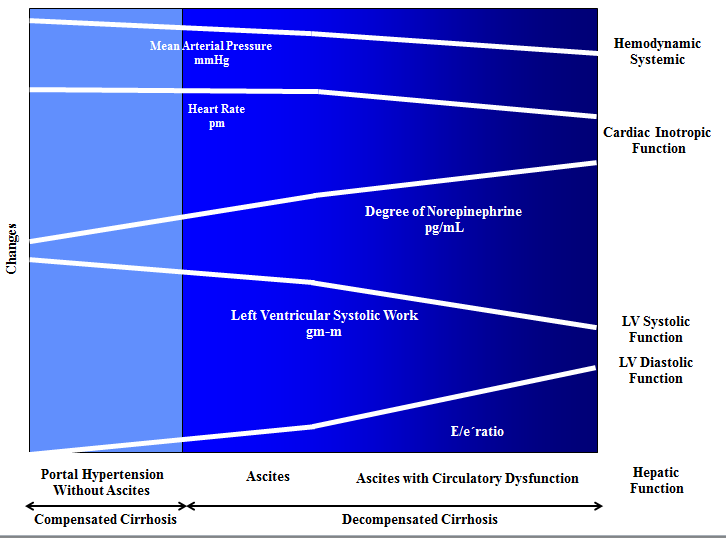 Mean Arterial Pressure
mmHg
Hemodynamic
Systemic
Heart Rate
pm
Cardiac Inotropic
Function
Degree of Norepinephrine
pg/mL
Changes
Left Ventricular Systolic Work
gm-m
LV Systolic
Function
LV Diastolic
Function
E/e´ratio
Portal Hypertension
Without Ascites
Ascites
Ascites with Circulatory Dysfunction
Hepatic
Function
Compensated Cirrhosis
Decompensated Cirrhosis